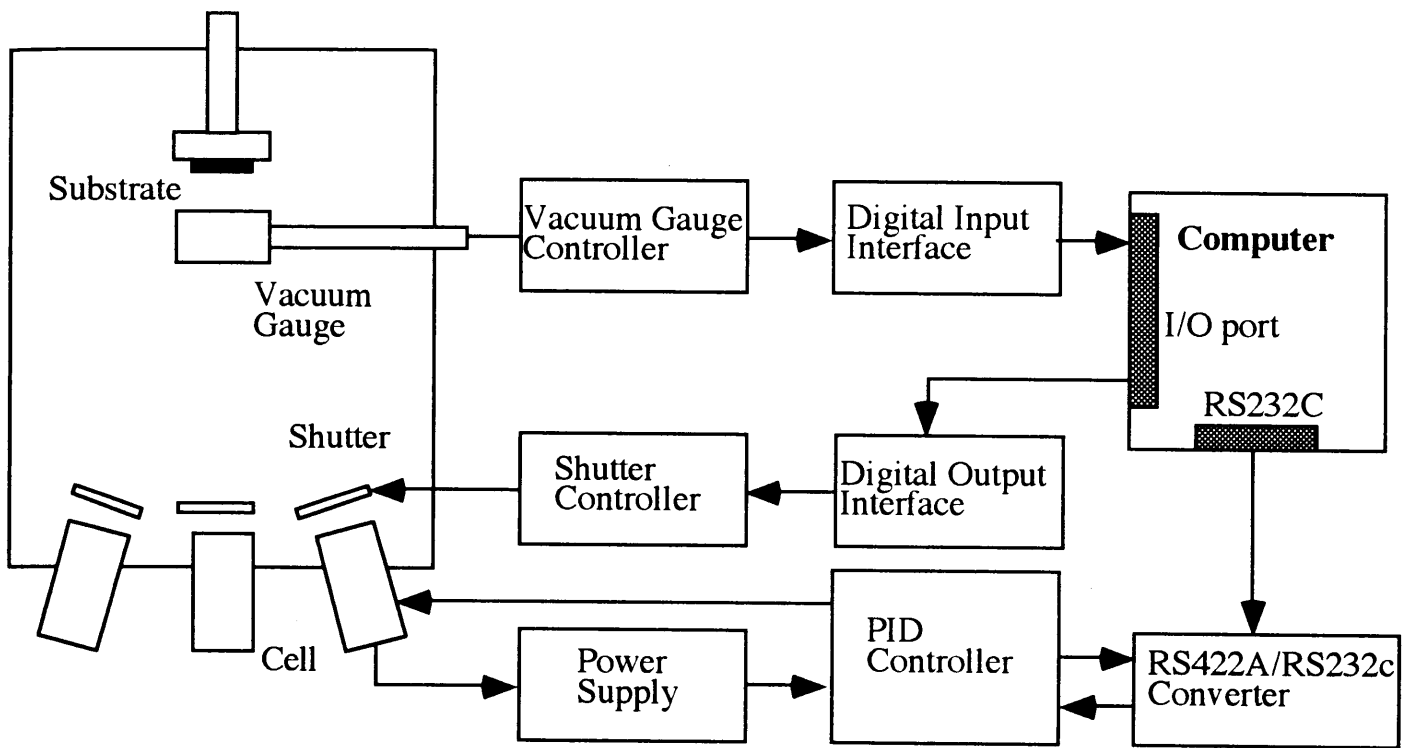 Substrate
Vacuum
Gauge
Vacuum Gauge
Controller
Digital Input
Interface
Computer
I/O port
RS232C
Shutter
Shutter
Controller
Digital Output
Interface
Cell
Power
Supply
PID
Controller
RS422A/RS232c
Converter